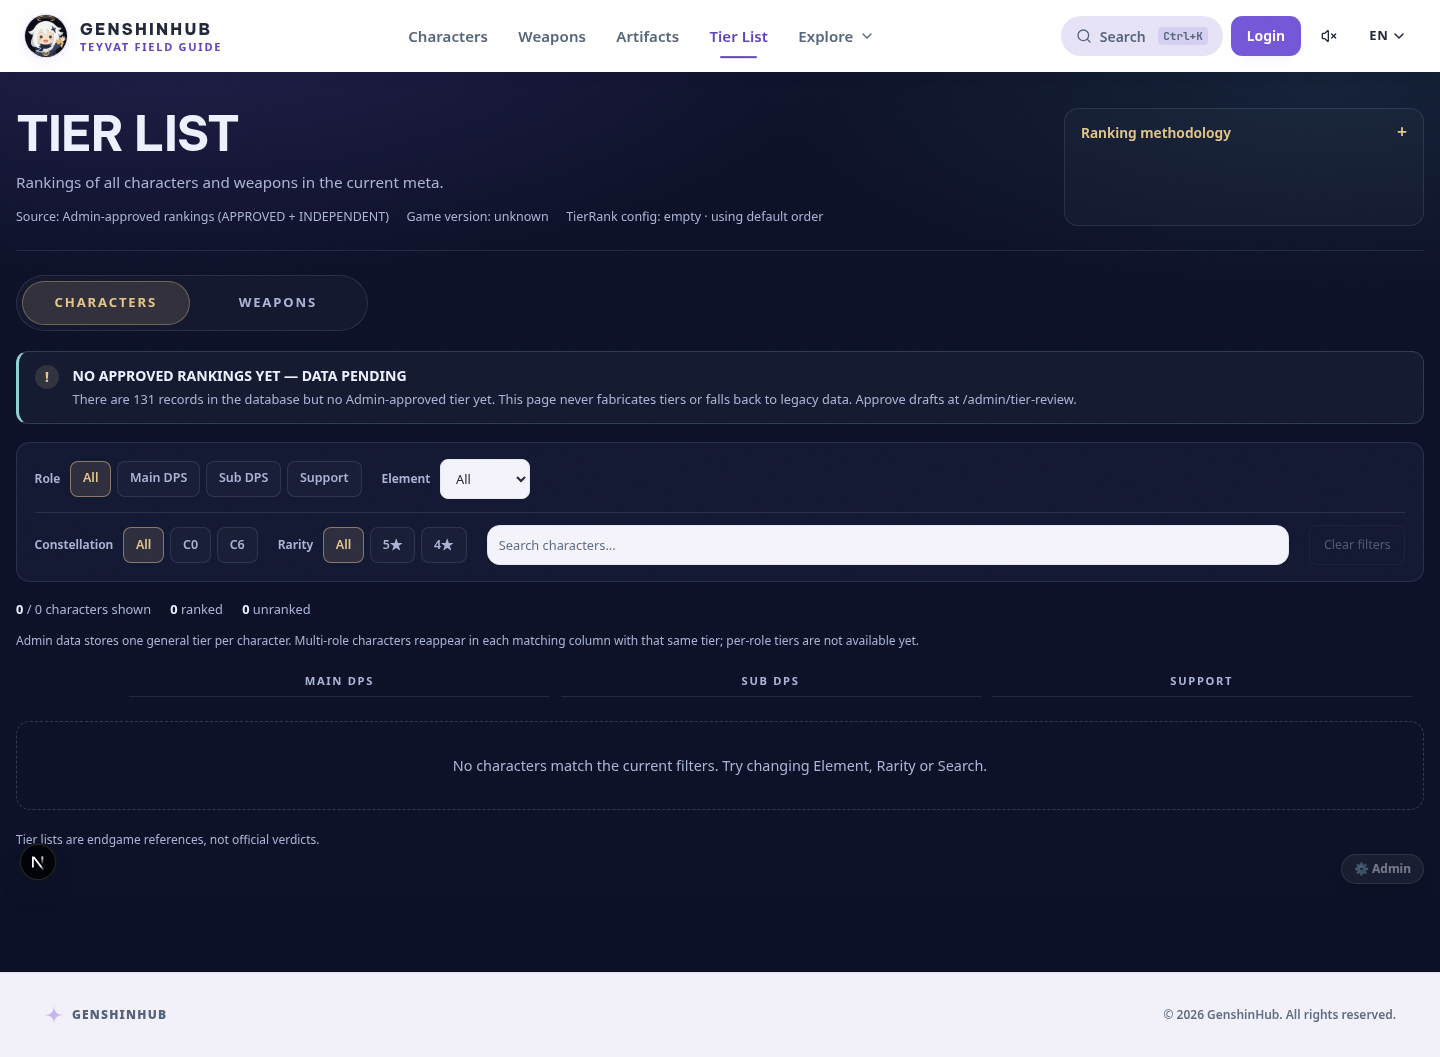 GENSHINHUB
TEYVAT FIELD GUIDE
Characters
Weapons
Artifacts
Tier List
Explore
Search Ctrl+K
Login
EN
TIER LIST
Rankings of all characters and weapons in the current meta.
Source: Admin-approved rankings (APPROVED + INDEPENDENT) Game version: unknown TierRank config: empty · using default order
Ranking methodology +
CHARACTERS WEAPONS
! NO APPROVED RANKINGS YET — DATA PENDING
There are 131 records in the database but no Admin-approved tier yet. This page never fabricates tiers or falls back to legacy data. Approve drafts at /admin/tier-review.
Role All Main DPS Sub DPS Support Element All
Constellation All C0 C6 Rarity All 5★ 4★ Search characters... Clear filters
0 / 0 characters shown 0 ranked 0 unranked
Admin data stores one general tier per character. Multi-role characters reappear in each matching column with that same tier; per-role tiers are not available yet.
MAIN DPS SUB DPS SUPPORT
No characters match the current filters. Try changing Element, Rarity or Search.
Tier lists are endgame references, not official verdicts.
N
⚙️ Admin
GENSHINHUB
© 2026 GenshinHub. All rights reserved.